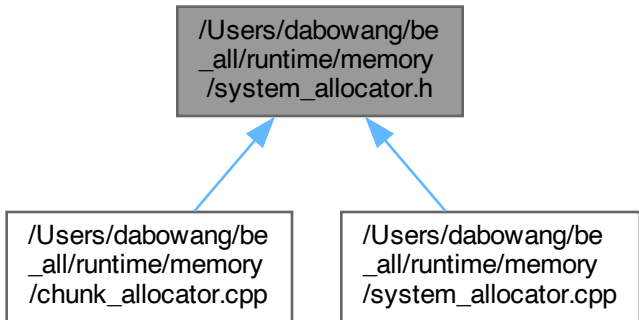 /Users/dabowang/be
_all/runtime/memory
/system_allocator.h
/Users/dabowang/be
_all/runtime/memory
/chunk_allocator.cpp
/Users/dabowang/be
_all/runtime/memory
/system_allocator.cpp